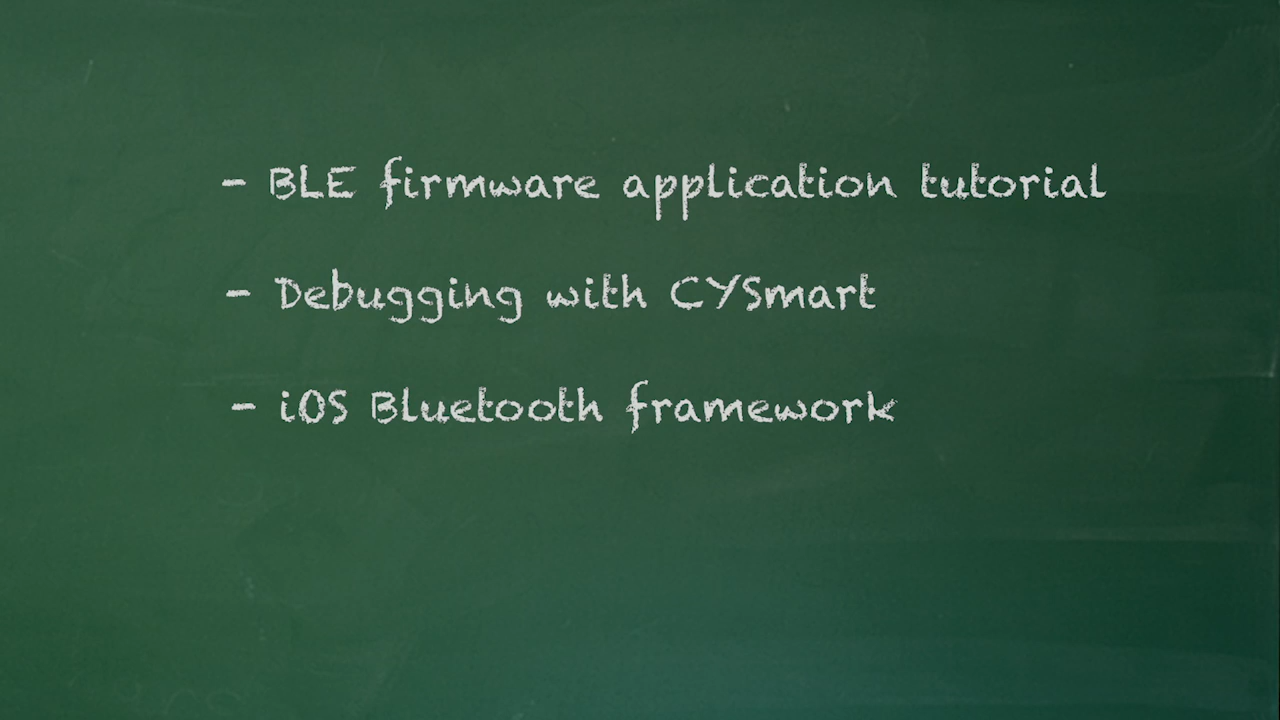 - BLE firmware application tutorial
- Debugging with CYSmart
- iOS Bluetooth framework